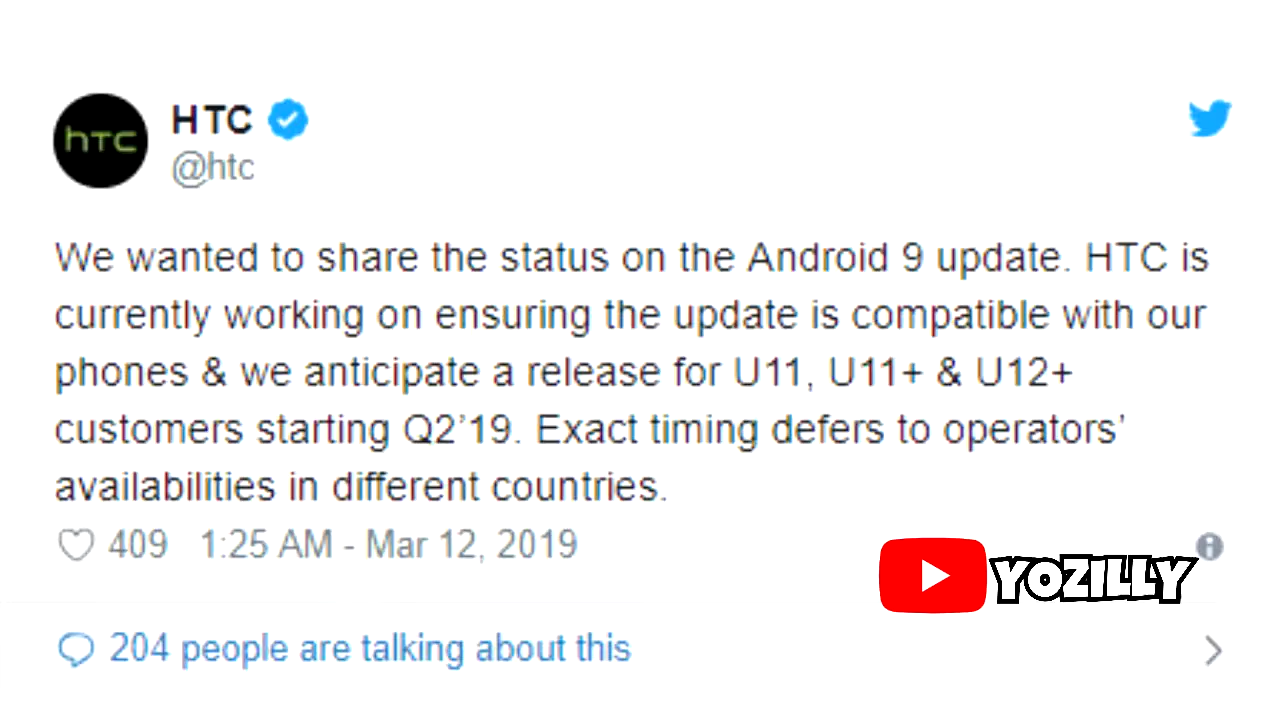 hTC
HTC
@htc
We wanted to share the status on the Android 9 update. HTC is
currently working on ensuring the update is compatible with our
phones & we anticipate a release for U11, U11+ & U12+
customers starting Q2’19. Exact timing defers to operators’
availabilities in different countries.
409 1:25 AM - Mar 12, 2019
YOZILLY
204 people are talking about this